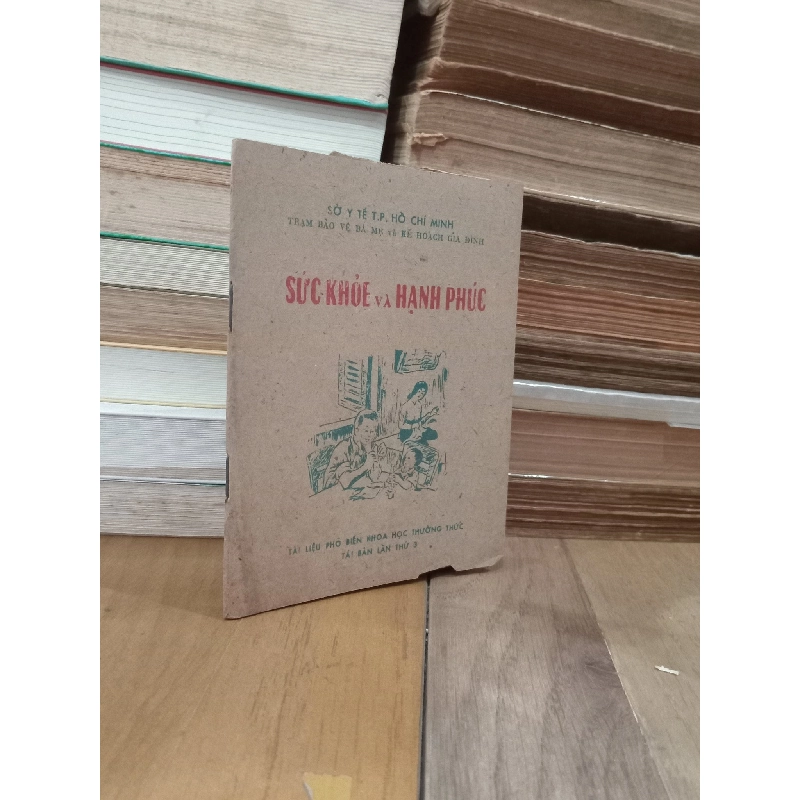 SỞ Y TẾ T.P. HỒ CHÍ MINH
TRẠM BẢO VỆ BÀ MẸ và KẾ HOẠCH GIA ĐÌNH
SỨC KHỎE VÀ HẠNH PHÚC
TÀI LIỆU PHỔ BIẾN KHOA HỌC THƯỜNG THỨC
TÁI BẢN LẦN THỨ 3